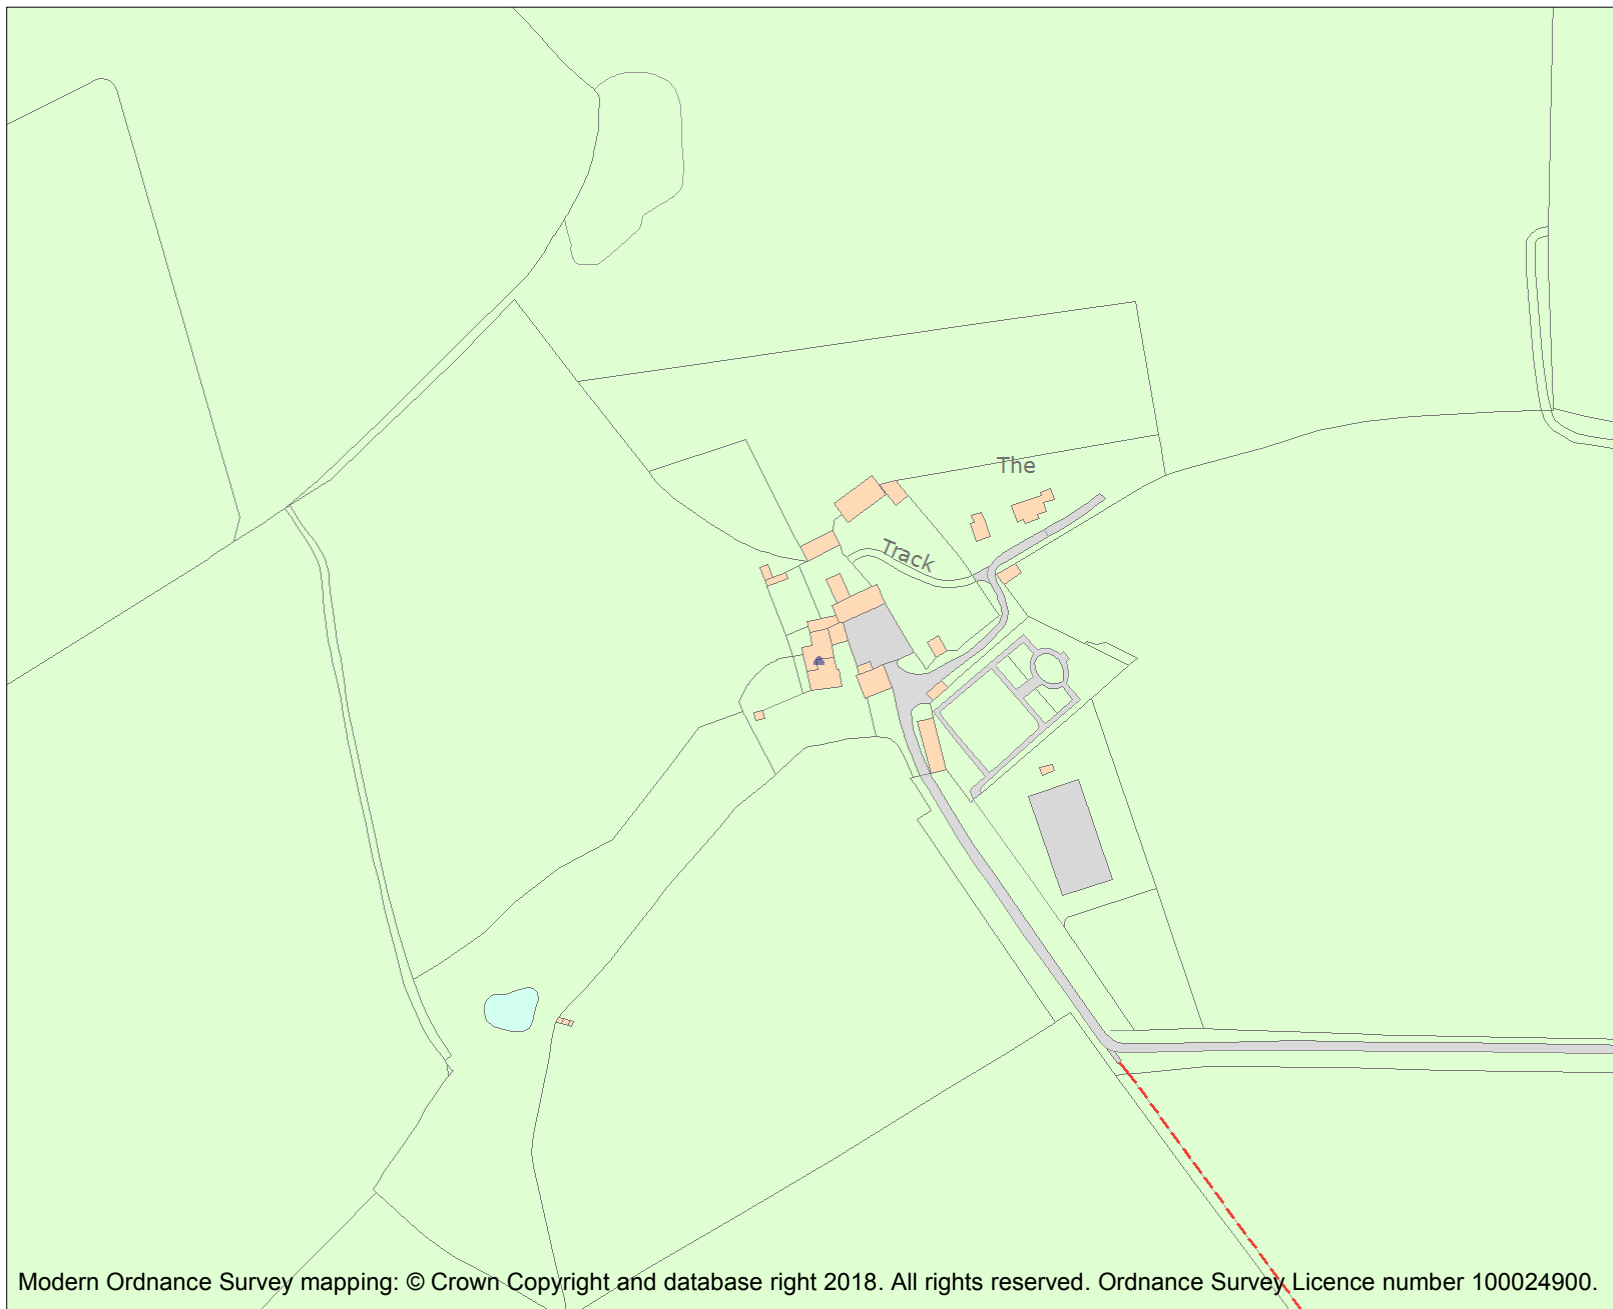 The
Track
Modern Ordnance Survey mapping: © Crown Copyright and database right 2018. All rights reserved. Ordnance Survey Licence number 100024900.